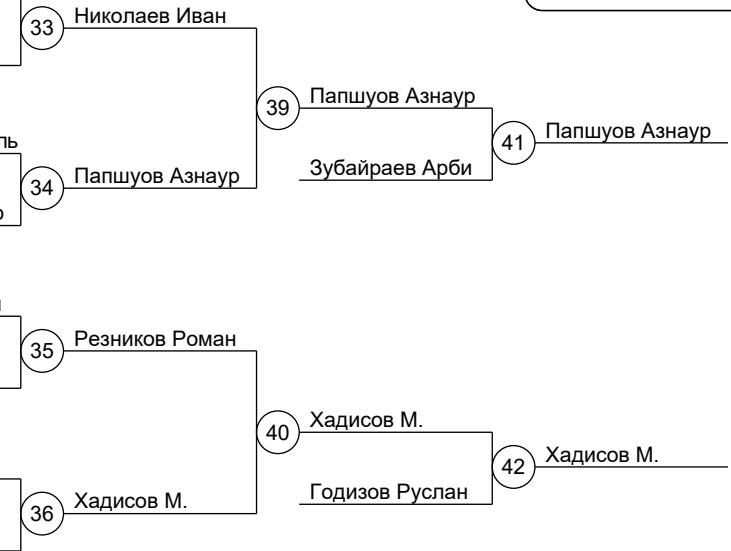 Николаев Иван
33
Папшуов Азнаур
39
Папшуов Азнаур
41
Зубайраев Арби
Папшуов Азнаур
34
Резников Роман
35
Хадисов М.
40
Хадисов М.
42
Годизов Руслан
Хадисов М.
36